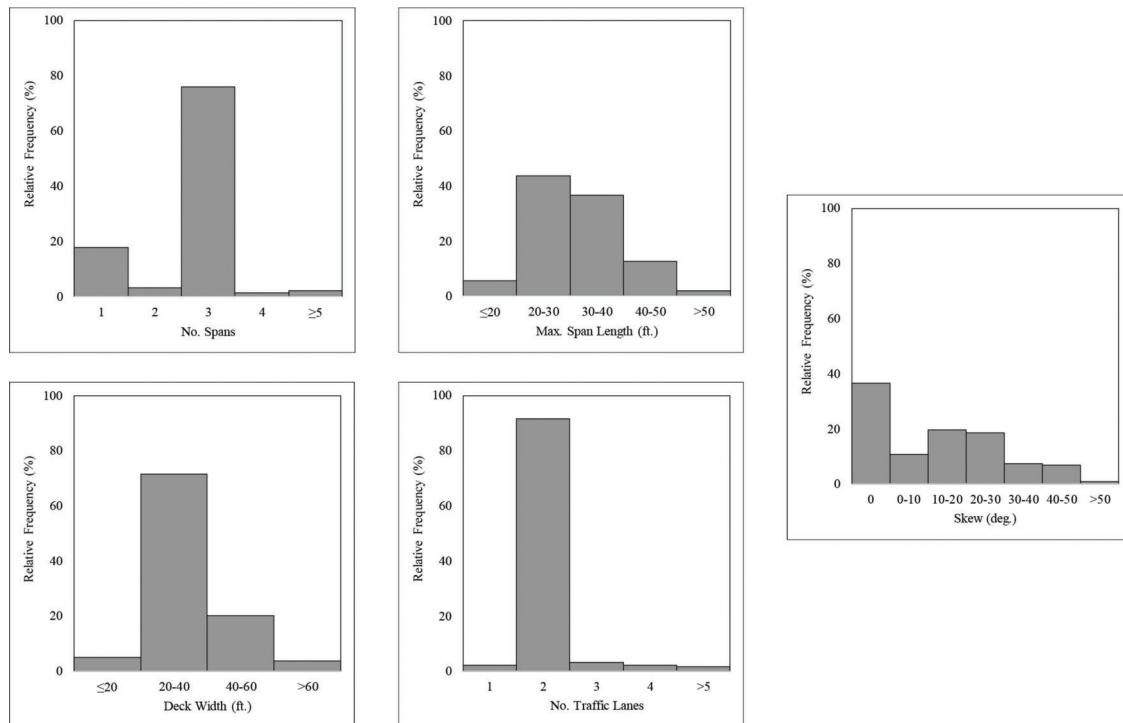 Relative Frequency (%)
100
80
60
40
20
0
1 2 3 4 ≥5
No. Spans
Relative Frequency (%)
100
80
60
40
20
0
≤20 20-30 30-40 40-50 >50
Max. Span Length (ft.)
Relative Frequency (%)
100
80
60
40
20
0
0 0-10 10-20 20-30 30-40 40-50 >50
Skew (deg.)
Relative Frequency (%)
100
80
60
40
20
0
≤20 20-40 40-60 >60
Deck Width (ft.)
Relative Frequency (%)
100
80
60
40
20
0
1 2 3 4 >5
No. Traffic Lanes